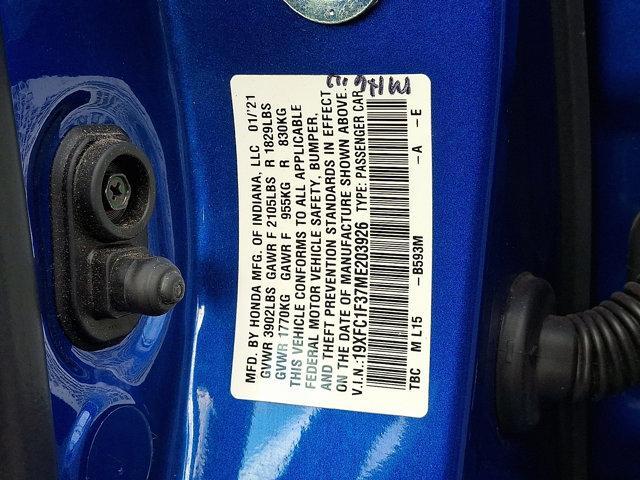 MFD. BY HONDA MFG. OF INDIANA, LLC 01/'21
GVWR 3902LBS GAWR F 2105LBS R 1829LBS
GVWR 1770KG GAWR F 955KG R 830KG
THIS VEHICLE CONFORMS TO ALL APPLICABLE
FEDERAL MOTOR VEHICLE SAFETY, BUMPER,
AND THEFT PREVENTION STANDARDS IN EFFECT
ON THE DATE OF MANUFACTURE SHOWN ABOVE.
V.I.N.:19XFC1F37ME203926 TYPE: PASSENGER CAR
TBC M L15 -B593M -A -E